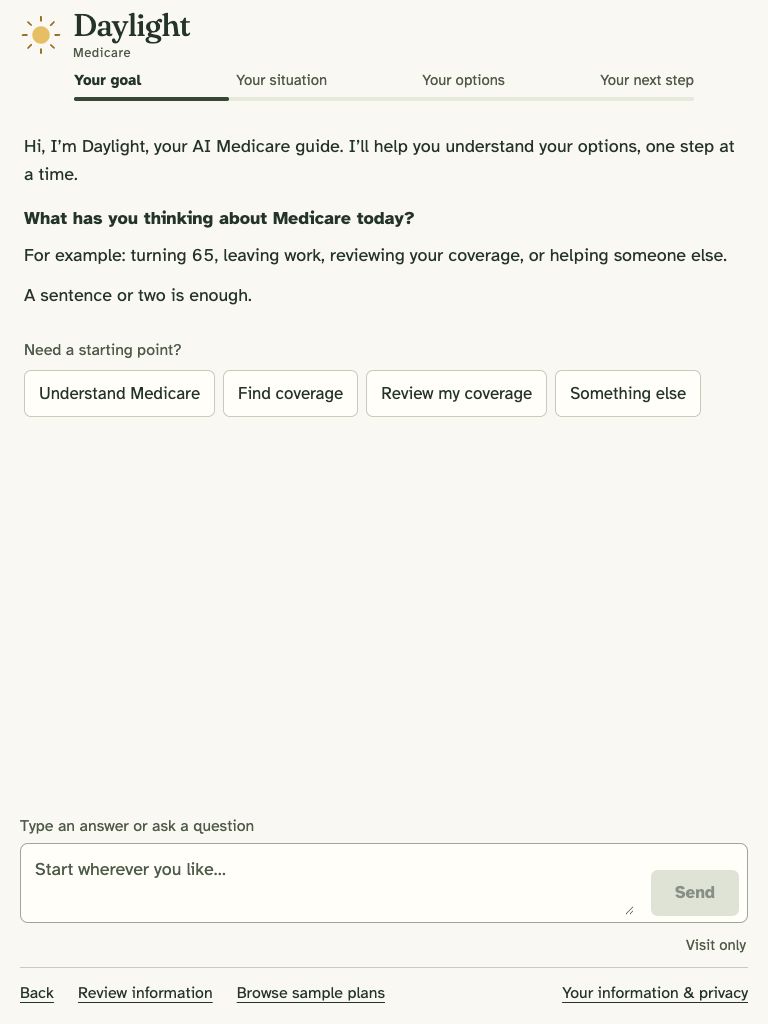 Daylight
Medicare
Your goal
Your situation
Your options
Your next step
Hi, I’m Daylight, your AI Medicare guide. I’ll help you understand your options, one step at
a time.
What has you thinking about Medicare today?
For example: turning 65, leaving work, reviewing your coverage, or helping someone else.
A sentence or two is enough.
Need a starting point?
Understand Medicare
Find coverage
Review my coverage
Something else
Type an answer or ask a question
Start wherever you like...
Send
Visit only
Back
Review information
Browse sample plans
Your information & privacy